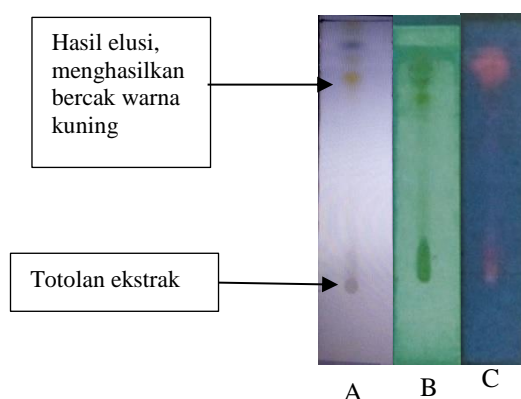 Hasil elusi,
menghasilkan
bercak warna
kuning
Totolan ekstrak
A
B
C